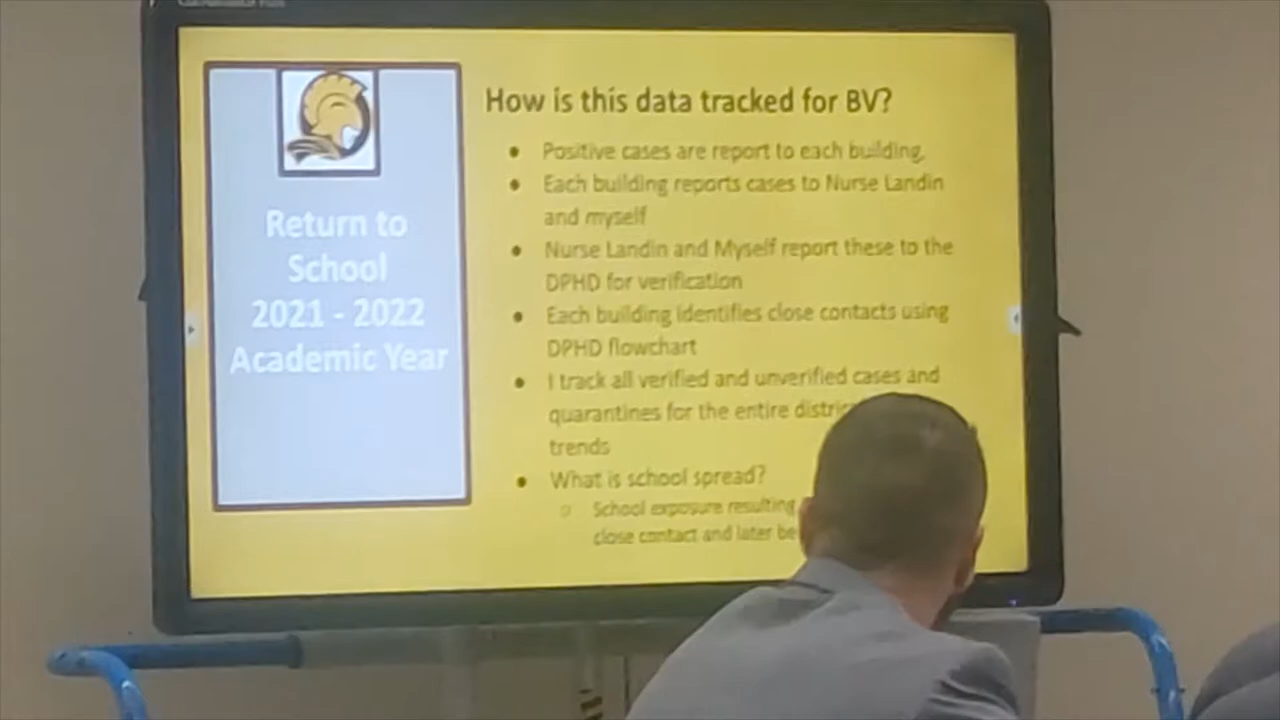 Return to
School
2021 - 2022
Academic Year
How is this data tracked for BV?
Positive cases are report to each building,
Each building reports cases to Nurse Landin
and myself
Nurse Landin and Myself report these to the
DPHD for verification
Each building identifies close contacts using
DPHD flowchart
I track all verified and unverified cases and
quarantines for the entire
trends
What is school spread?
School exposure resulting
close contact and later